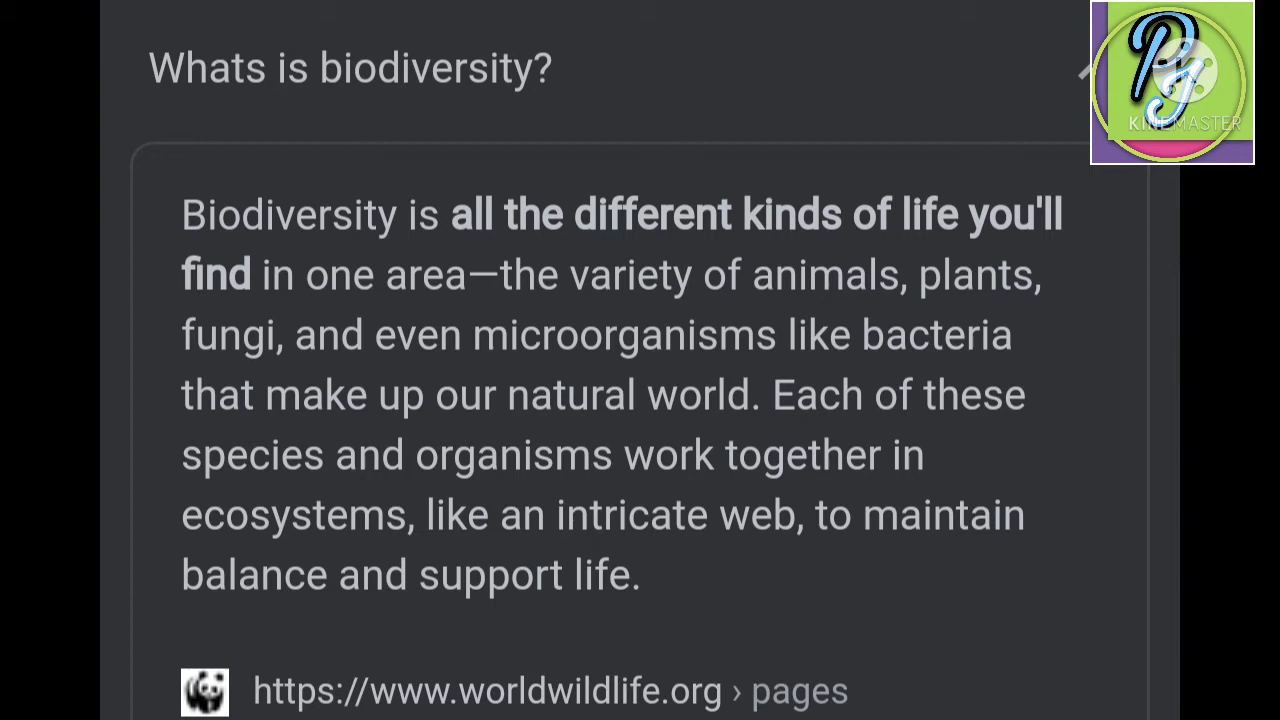 Whats is biodiversity?
PJ
KINEMASTER
Biodiversity is all the different kinds of life you'll
find in one area—the variety of animals, plants,
fungi, and even microorganisms like bacteria
that make up our natural world. Each of these
species and organisms work together in
ecosystems, like an intricate web, to maintain
balance and support life.
https://www.worldwildlife.org › pages